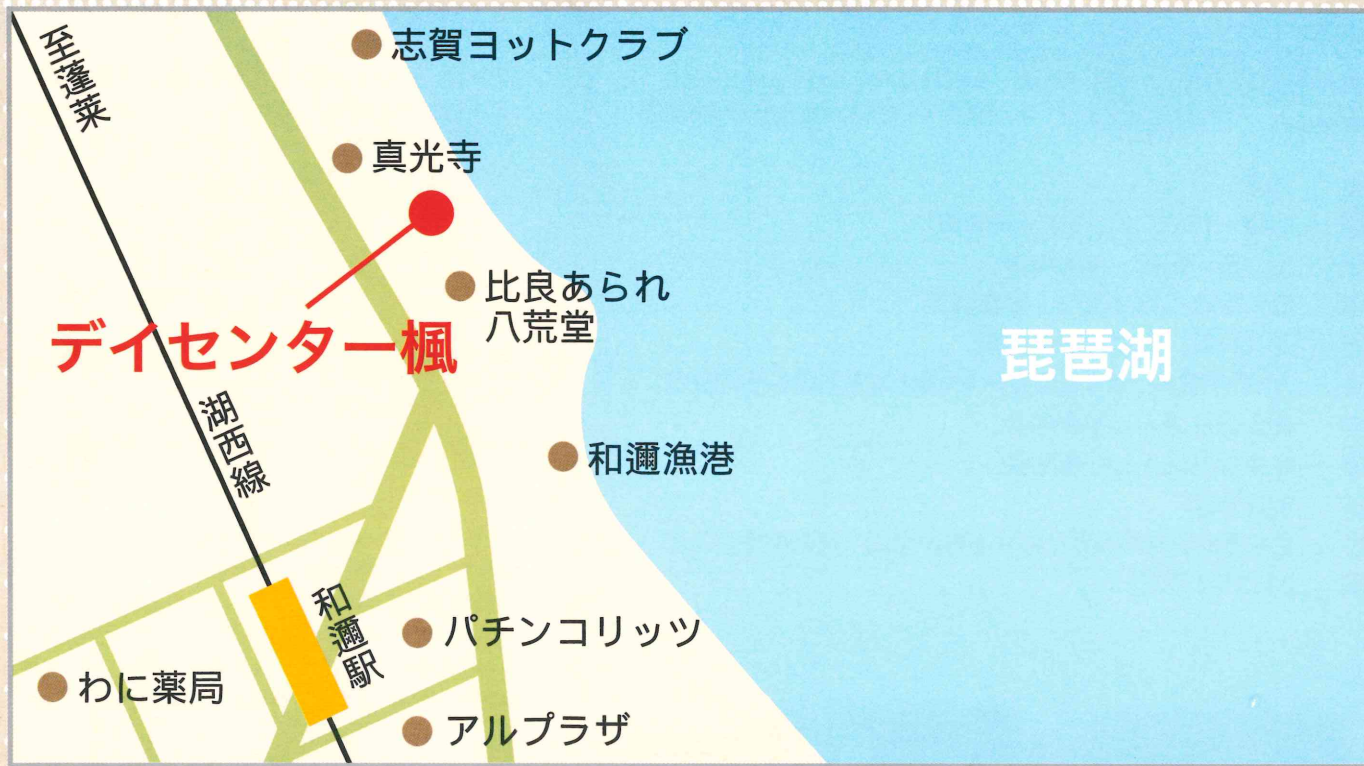 至蓬莱
志賀ヨットクラブ
真光寺
比良あられ
八荒堂
デイセンター楓
琵琶湖
湖西線
和邇漁港
和邇駅
パチンコリッツ
わに薬局
アルプラザ